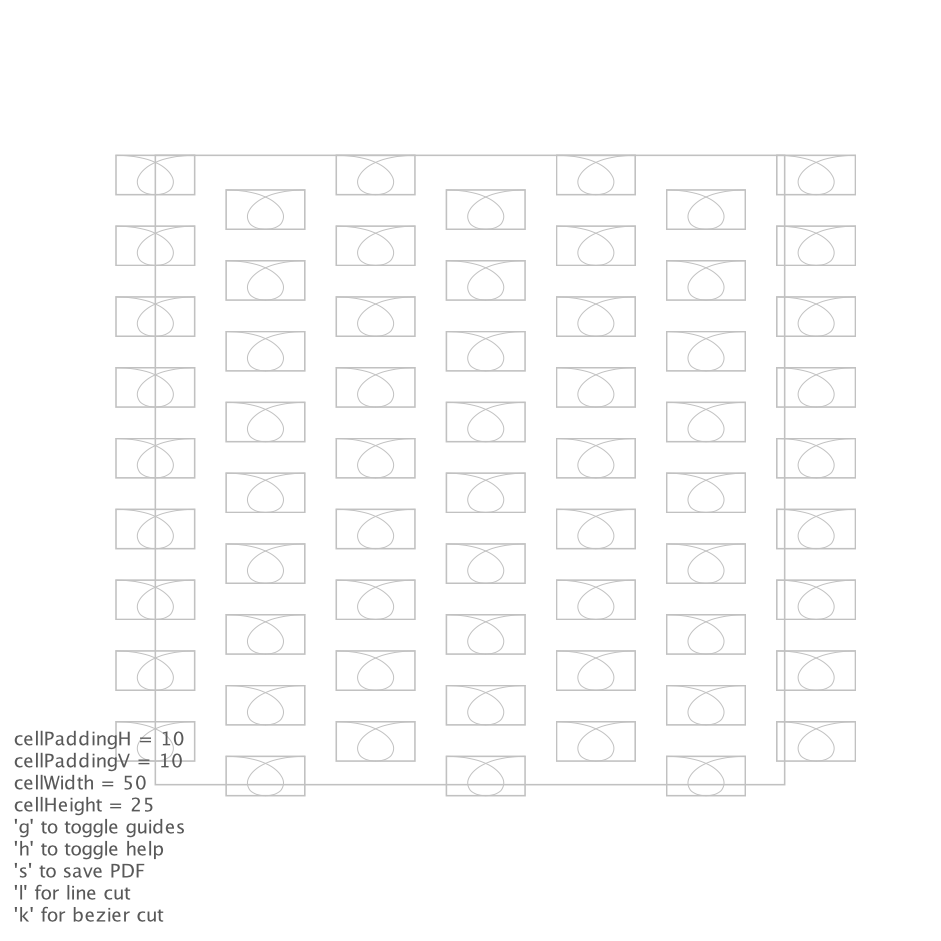 cellPaddingH = 10
cellPaddingV = 10
cellWidth = 50
cellHeight = 25
'g' to toggle guides
'h' to toggle help
's' to save PDF
'l' for line cut
'k' for bezier cut